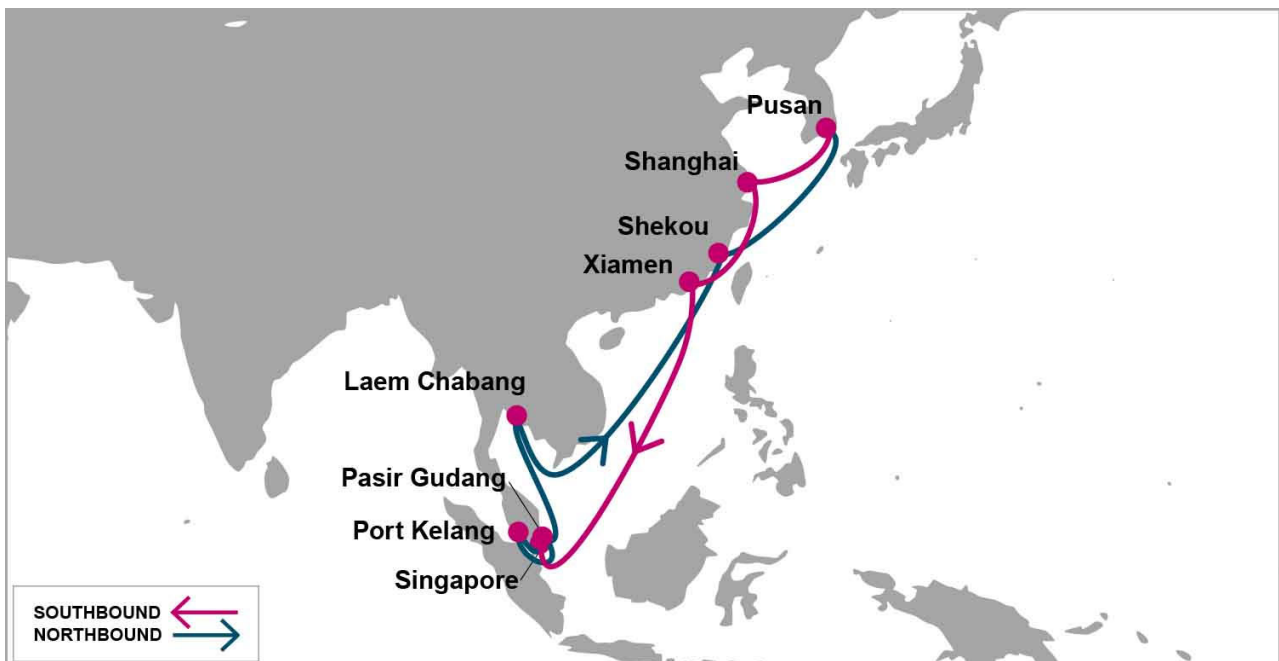 Pusan
Shanghai
Shekou
Xiamen
Laem Chabang
Pasir Gudang
Port Kelang
Singapore
SOUTHBOUND
NORTHBOUND